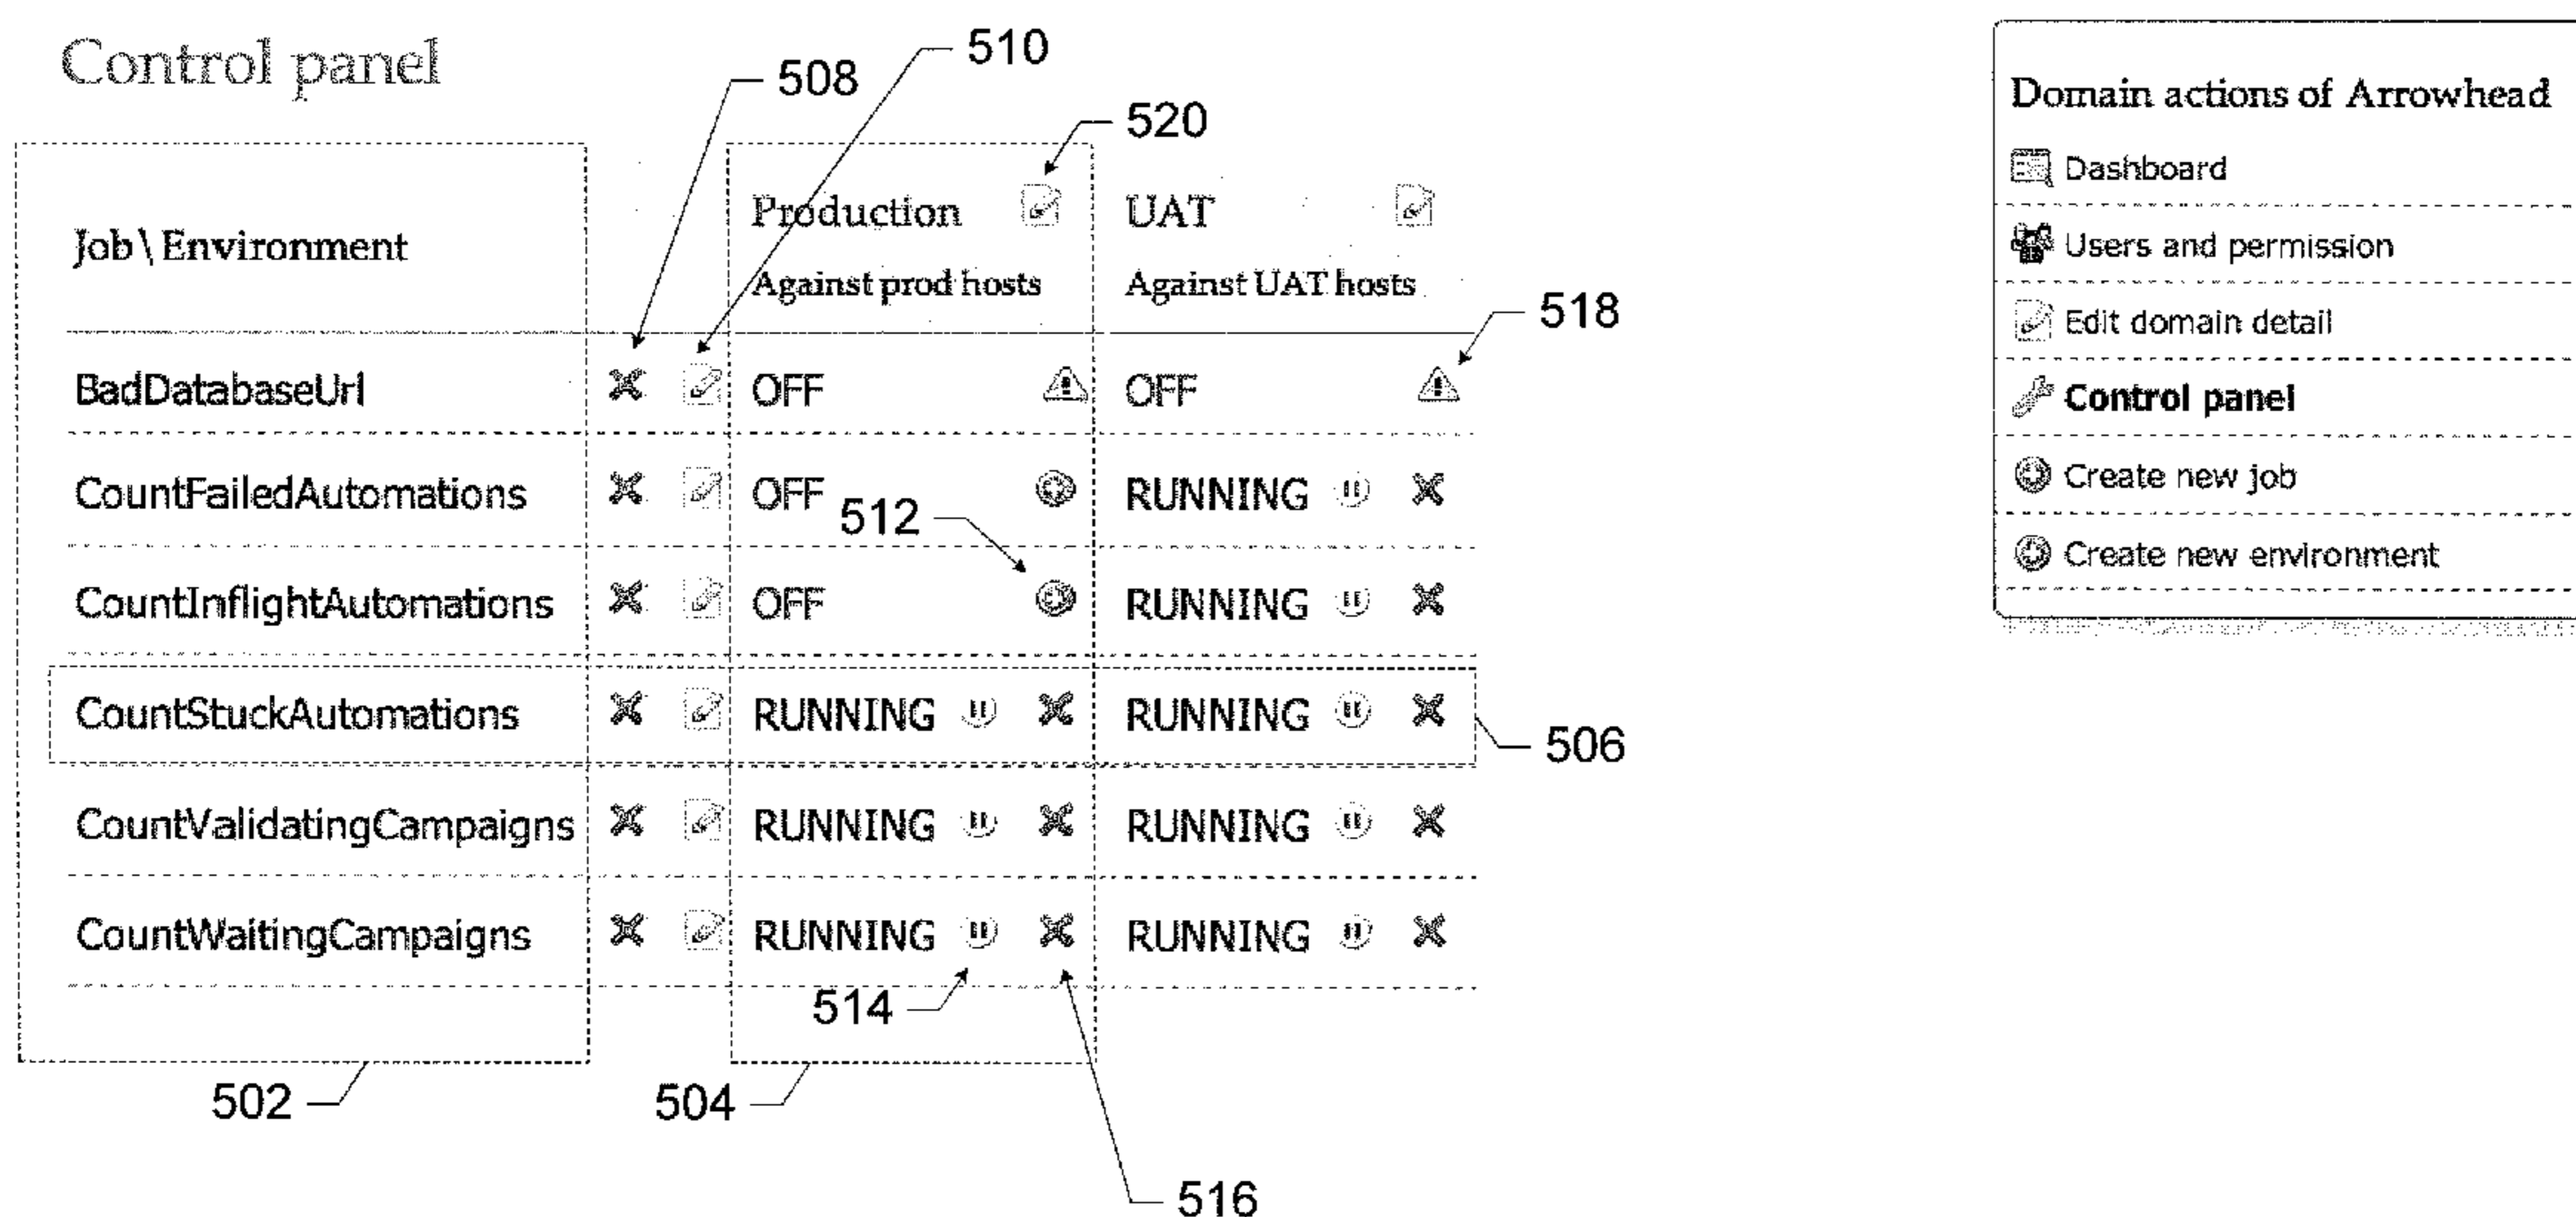 Control panel
510
508
520
Job\Environment
Production
UAT
Against prod hosts
Against UAT hosts
518
BadDatabaseUrl
OFF
OFF
CountFailedAutomations
OFF
RUNNING
512
CountInflightAutomations
OFF
RUNNING
CountStuckAutomations
RUNNING
RUNNING
506
CountValidatingCampaigns
RUNNING
RUNNING
CountWaitingCampaigns
RUNNING
RUNNING
514
502
504
516
Domain actions of Arrowhead
Dashboard
Users and permission
Edit domain detail
Control panel
Create new job
Create new environment